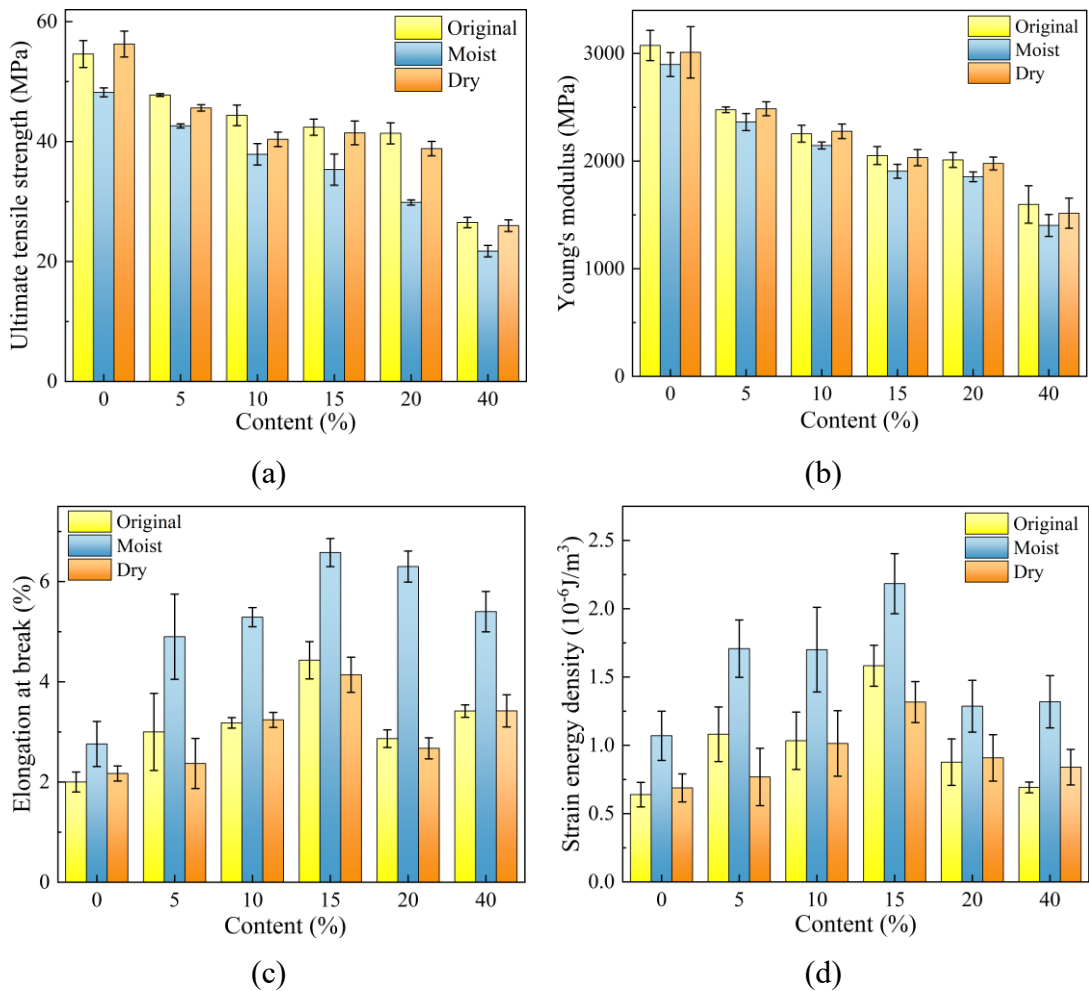 Ultimate tensile strength (MPa)
60
40
20
0
Original
Moist
Dry
0 5 10 15 20 40
Content (%)
(a)
Young's modulus (MPa)
3000
2000
1000
0
Original
Moist
Dry
0 5 10 15 20 40
Content (%)
(b)
Elongation at break (%)
6
4
2
0
Original
Moist
Dry
0 5 10 15 20 40
Content (%)
(c)
Strain energy density (10⁻⁶J/m³)
2.5
2.0
1.5
1.0
0.5
0.0
Original
Moist
Dry
0 5 10 15 20 40
Content (%)
(d)